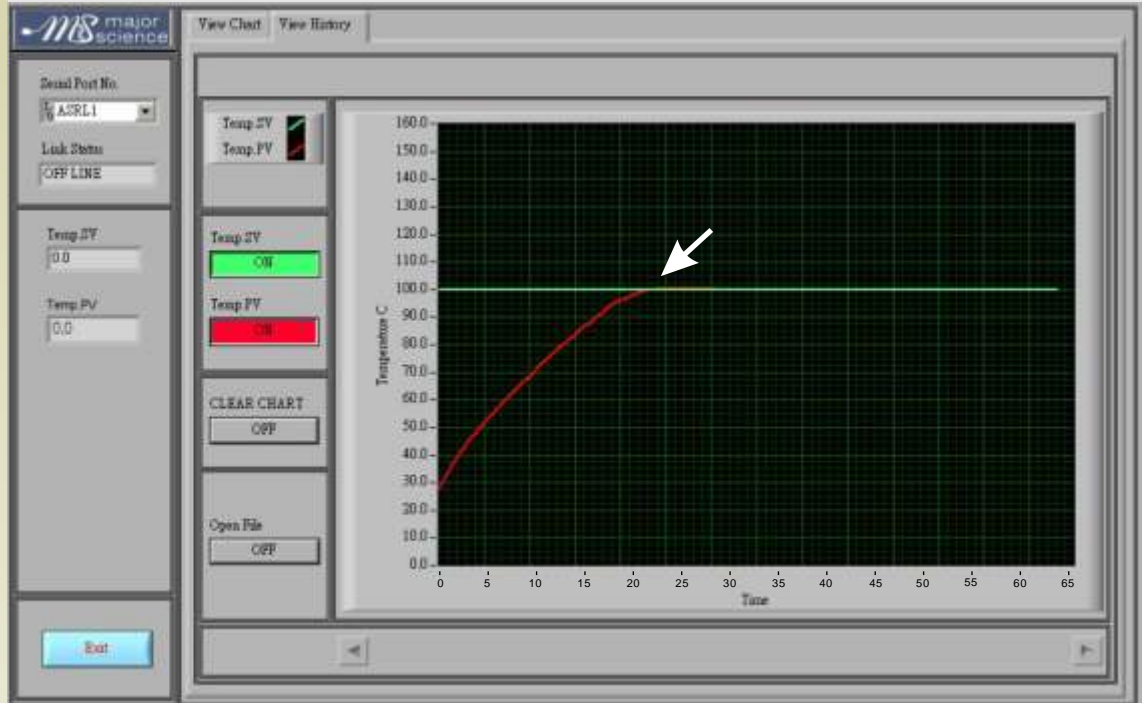 MS major science
View Chart View History
Serial Port No.
ASRL1
Link Status
OFF LINE
Temp.SV
0.0
Temp.PV
0.0
Exit
Temp.SV
Temp.PV
Temp SV
ON
Temp PV
ON
CLEAR CHART
OFF
Open File
OFF
160.0
150.0
140.0
130.0
120.0
110.0
100.0
90.0
80.0
70.0
60.0
50.0
40.0
30.0
20.0
10.0
0.0
Temperature C
0 5 10 15 20 25 30 35 40 45 50 55 60 65
Time